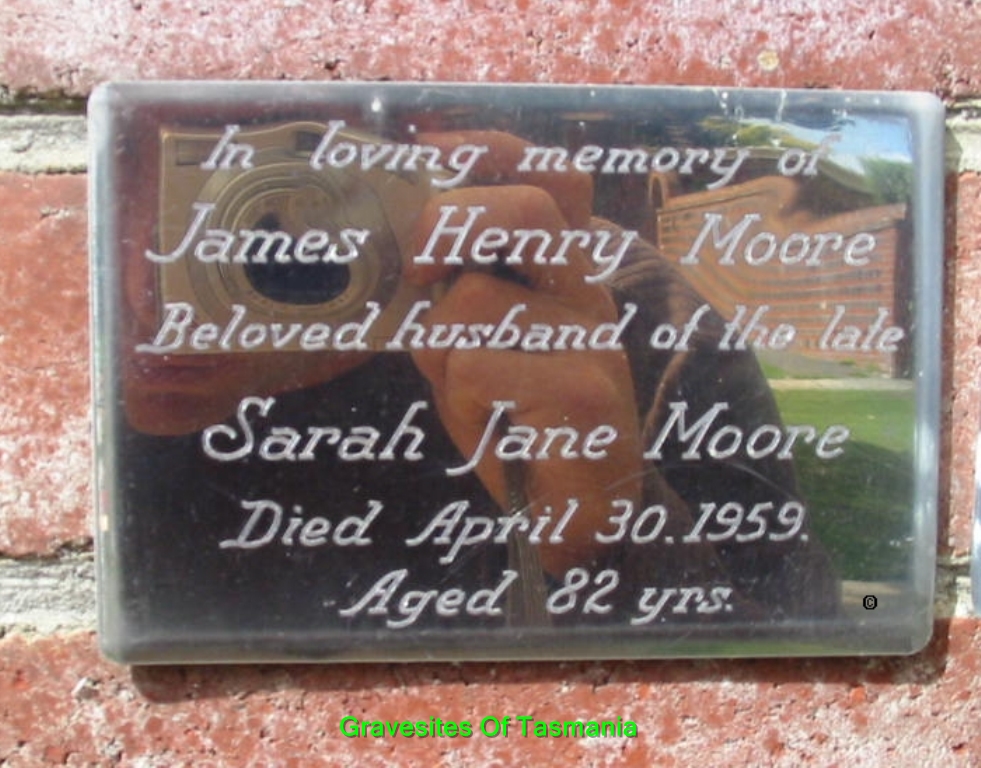 In loving memory of
James Henry Moore
Beloved husband of the late
Sarah Jane Moore
Died April 30. 1959.
Aged 82 yrs.
©
Gravesites Of Tasmania